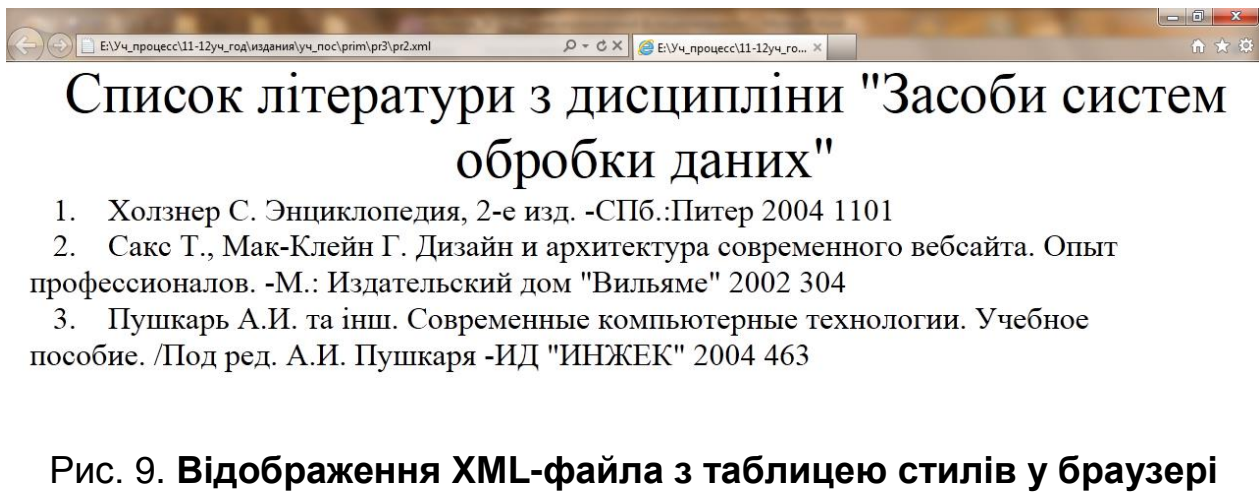 E:\Уч_процесс\11-12уч_год\издания\уч_пос\prim\pr3\pr2.xml
E:\Уч_процесс\11-12уч_го...
Список літератури з дисципліни "Засоби систем
обробки даних"
1. Холзнер С. Энциклопедия, 2-е изд. -СПб.:Питер 2004 1101
2. Сакс Т., Мак-Клейн Г. Дизайн и архитектура современного вебсайта. Опыт
профессионалов. -М.: Издательский дом "Вильяме" 2002 304
3. Пушкарь А.И. та інш. Современные компьютерные технологии. Учебное
пособие. /Под ред. А.И. Пушкаря -ИД "ИНЖЕК" 2004 463
Рис. 9. Відображення XML-файла з таблицею стилів у браузері